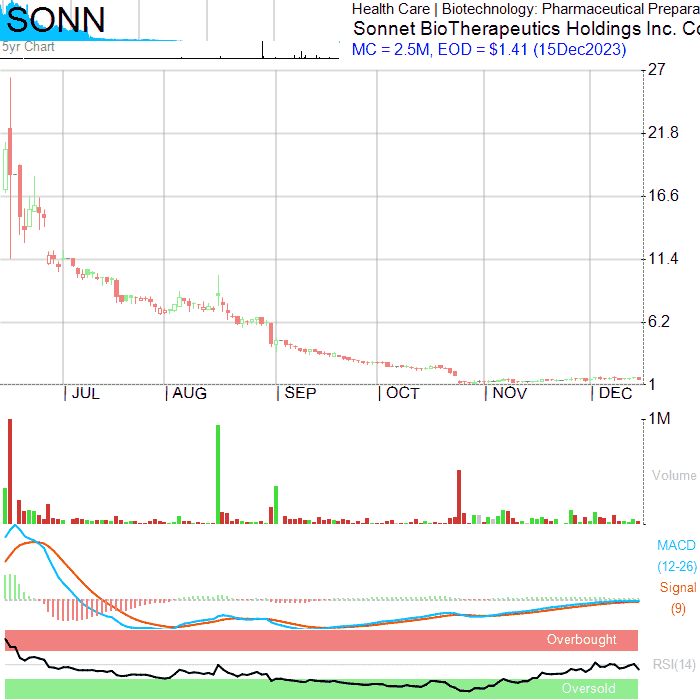 SONN
5yr Chart
Health Care | Biotechnology: Pharmaceutical Prepara
Sonnet BioTherapeutics Holdings Inc. Co
MC = 2.5M, EOD = $1.41 (15Dec2023)
27
21.8
16.6
11.4
6.2
1
JUL AUG SEP OCT NOV DEC
1M
Volume
MACD
(12-26)
Signal
(9)
Overbought
RSI(14)
Oversold